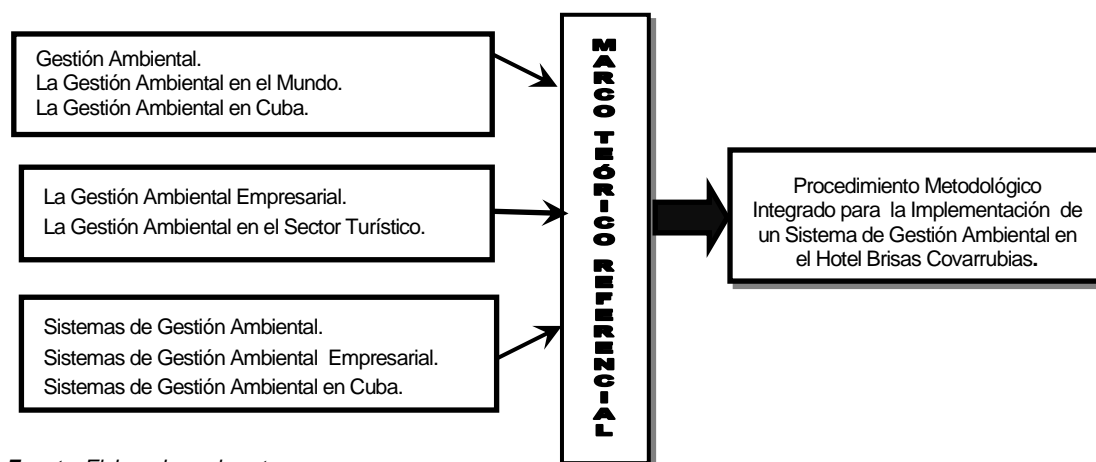 Gestión Ambiental.
La Gestión Ambiental en el Mundo.
La Gestión Ambiental en Cuba.
La Gestión Ambiental Empresarial.
La Gestión Ambiental en el Sector Turístico.
Sistemas de Gestión Ambiental.
Sistemas de Gestión Ambiental Empresarial.
Sistemas de Gestión Ambiental en Cuba.
MARCO TEÓRICO REFERENCIAL
Procedimiento Metodológico
Integrado para la Implementación de
un Sistema de Gestión Ambiental en
el Hotel Brisas Covarrubias.